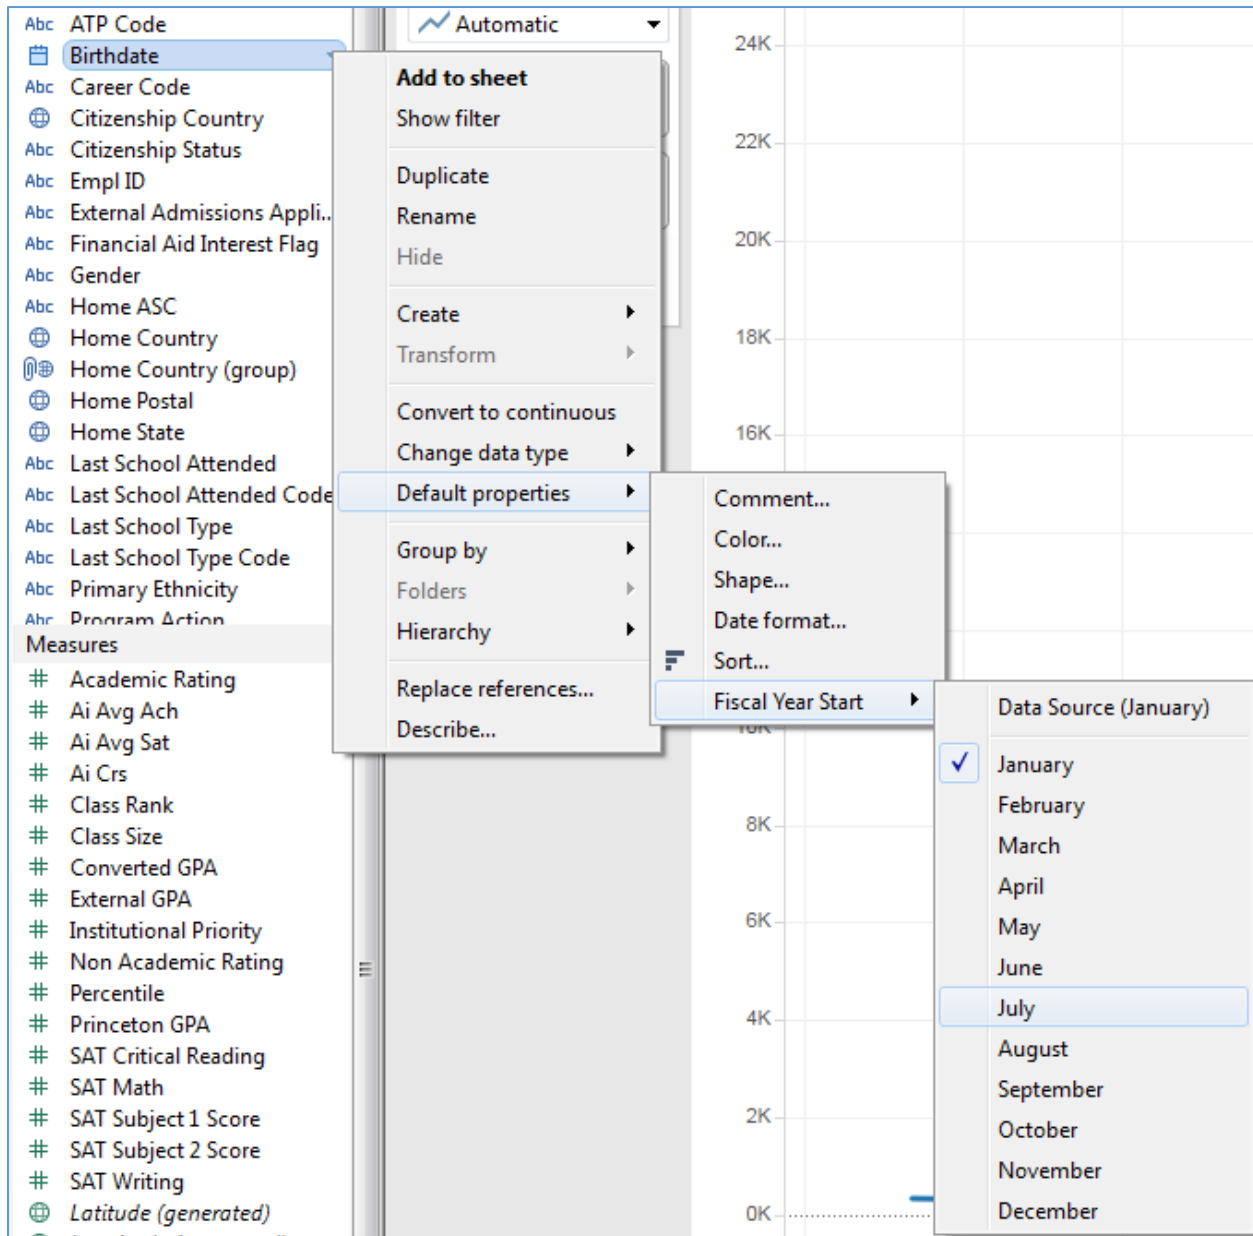 Abc ATP Code
Birthdate
Abc Career Code
Citizenship Country
Abc Citizenship Status
Abc Empl ID
Abc External Admissions Appli..
Abc Financial Aid Interest Flag
Abc Gender
Abc Home ASC
Home Country
Home Country (group)
Home Postal
Home State
Abc Last School Attended
Abc Last School Attended Code
Abc Last School Type
Abc Last School Type Code
Abc Primary Ethnicity
Abc Program Action
Measures
# Academic Rating
# Ai Avg Ach
# Ai Avg Sat
# Ai Crs
# Class Rank
# Class Size
# Converted GPA
# External GPA
# Institutional Priority
# Non Academic Rating
# Percentile
# Princeton GPA
# SAT Critical Reading
# SAT Math
# SAT Subject 1 Score
# SAT Subject 2 Score
# SAT Writing
Latitude (generated)
Automatic
Add to sheet
Show filter
Duplicate
Rename
Hide
Create
Transform
Convert to continuous
Change data type
Default properties
Group by
Folders
Hierarchy
Replace references...
Describe...
Comment...
Color...
Shape...
Date format...
Sort...
Fiscal Year Start
Data Source (January)
January
February
March
April
May
June
July
August
September
October
November
December
24K
22K
20K
18K
16K
10K
8K
6K
4K
2K
0K